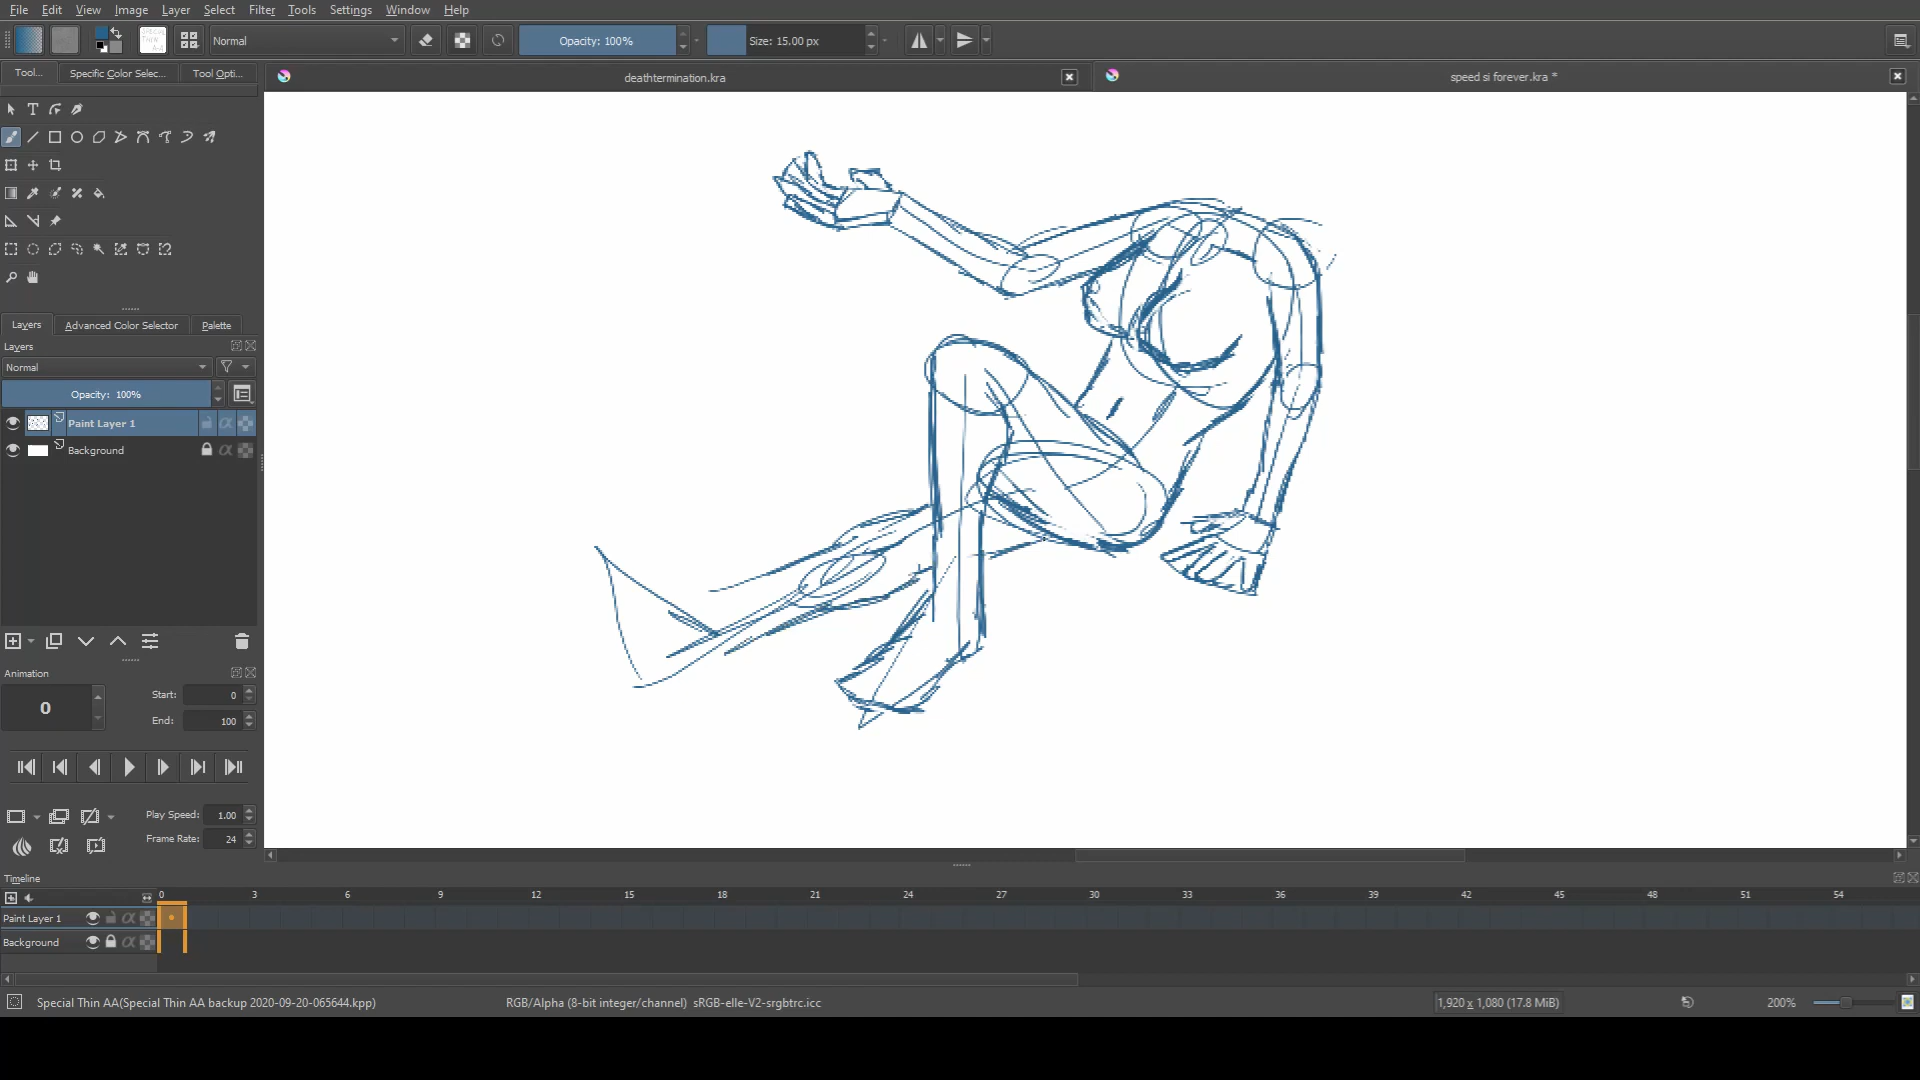 File Edit View Image Layer Select Filter Tools Settings Window Help
Normal Opacity: 100% Size: 15.00 px
Tool... Specific Color Selec... Tool Opti... deathtermination.kra speed si forever.kra *
Layers Advanced Color Selector Palette
Layers
Normal
Opacity: 100%
Paint Layer 1
Background
Animation
0 Start: 0
End: 100
Play Speed: 1.00
Frame Rate: 24
Timeline
0 3 6 9 12 15 18 21 24 27 30 33 36 39 42 45 48 51 54
Paint Layer 1
Background
Special Thin AA(Special Thin AA backup 2020-09-20-065644.kpp) RGB/Alpha (8-bit integer/channel) sRGB-elle-V2-srgbtrc.icc 1,920 x 1,080 (17.8 MiB) 200%